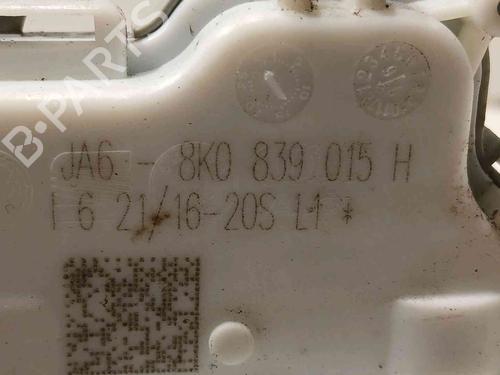 B-PARTS
JA6 - 8K0 839 015 H
I 6 21/16-20S L1 ¥